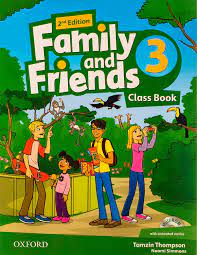 2nd Edition
Family
and
Friends 3
Class Book
OXFORD
Tamzin Thompson
Naomi Simmons